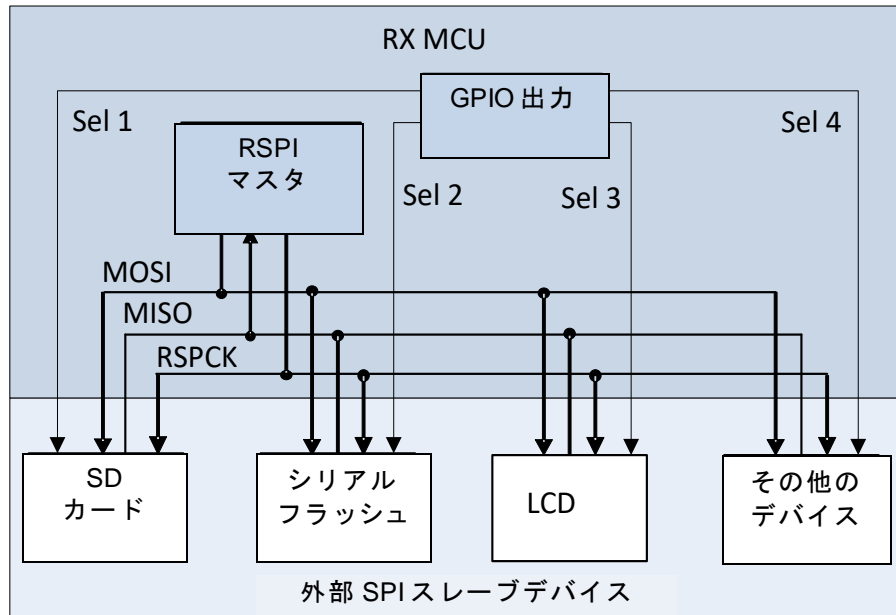 RX MCU
GPIO 出力
Sel 1
Sel 4
RSPI
マスタ
Sel 2
Sel 3
MOSI
MISO
RSPCK
SD
カード
シリアル
フラッシュ
LCD
その他の
デバイス
外部 SPI スレーブデバイス